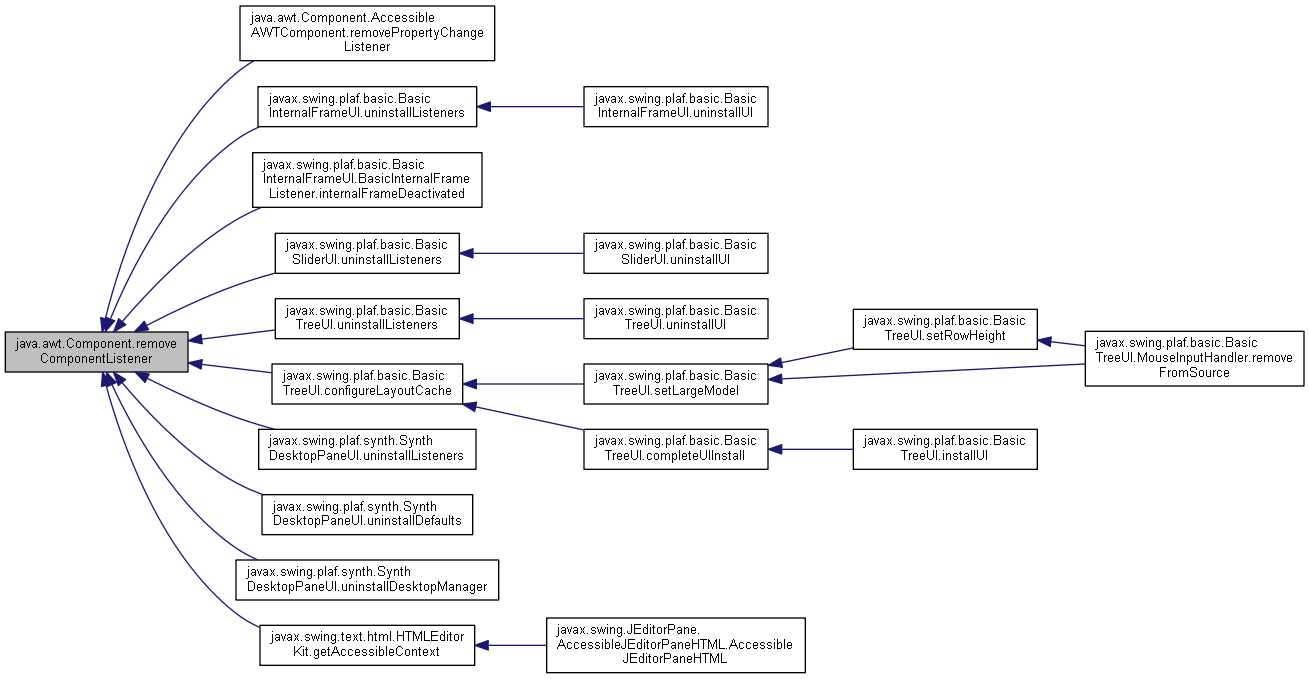 java.awt.Component.Accessible
AWTComponent.removePropertyChange
Listener
javax.swing.plaf.basic.Basic
InternalFrameUI.uninstallListeners
javax.swing.plaf.basic.Basic
InternalFrameUI.uninstallUI
javax.swing.plaf.basic.Basic
InternalFrameUI.BasicInternalFrame
Listener.internalFrameDeactivated
javax.swing.plaf.basic.Basic
SliderUI.uninstallListeners
javax.swing.plaf.basic.Basic
SliderUI.uninstallUI
javax.swing.plaf.basic.Basic
TreeUI.uninstallListeners
javax.swing.plaf.basic.Basic
TreeUI.uninstallUI
javax.swing.plaf.basic.Basic
TreeUI.setRowHeight
java.awt.Component.remove
ComponentListener
javax.swing.plaf.basic.Basic
TreeUI.MouseInputHandler.remove
FromSource
javax.swing.plaf.basic.Basic
TreeUI.configureLayoutCache
javax.swing.plaf.basic.Basic
TreeUI.setLargeModel
javax.swing.plaf.synth.Synth
DesktopPaneUI.uninstallListeners
javax.swing.plaf.basic.Basic
TreeUI.completeUIInstall
javax.swing.plaf.basic.Basic
TreeUI.installUI
javax.swing.plaf.synth.Synth
DesktopPaneUI.uninstallDefaults
javax.swing.plaf.synth.Synth
DesktopPaneUI.uninstallDesktopManager
javax.swing.text.html.HTMLEditor
Kit.getAccessibleContext
javax.swing.JEditorPane.
AccessibleJEditorPaneHTML.Accessible
JEditorPaneHTML